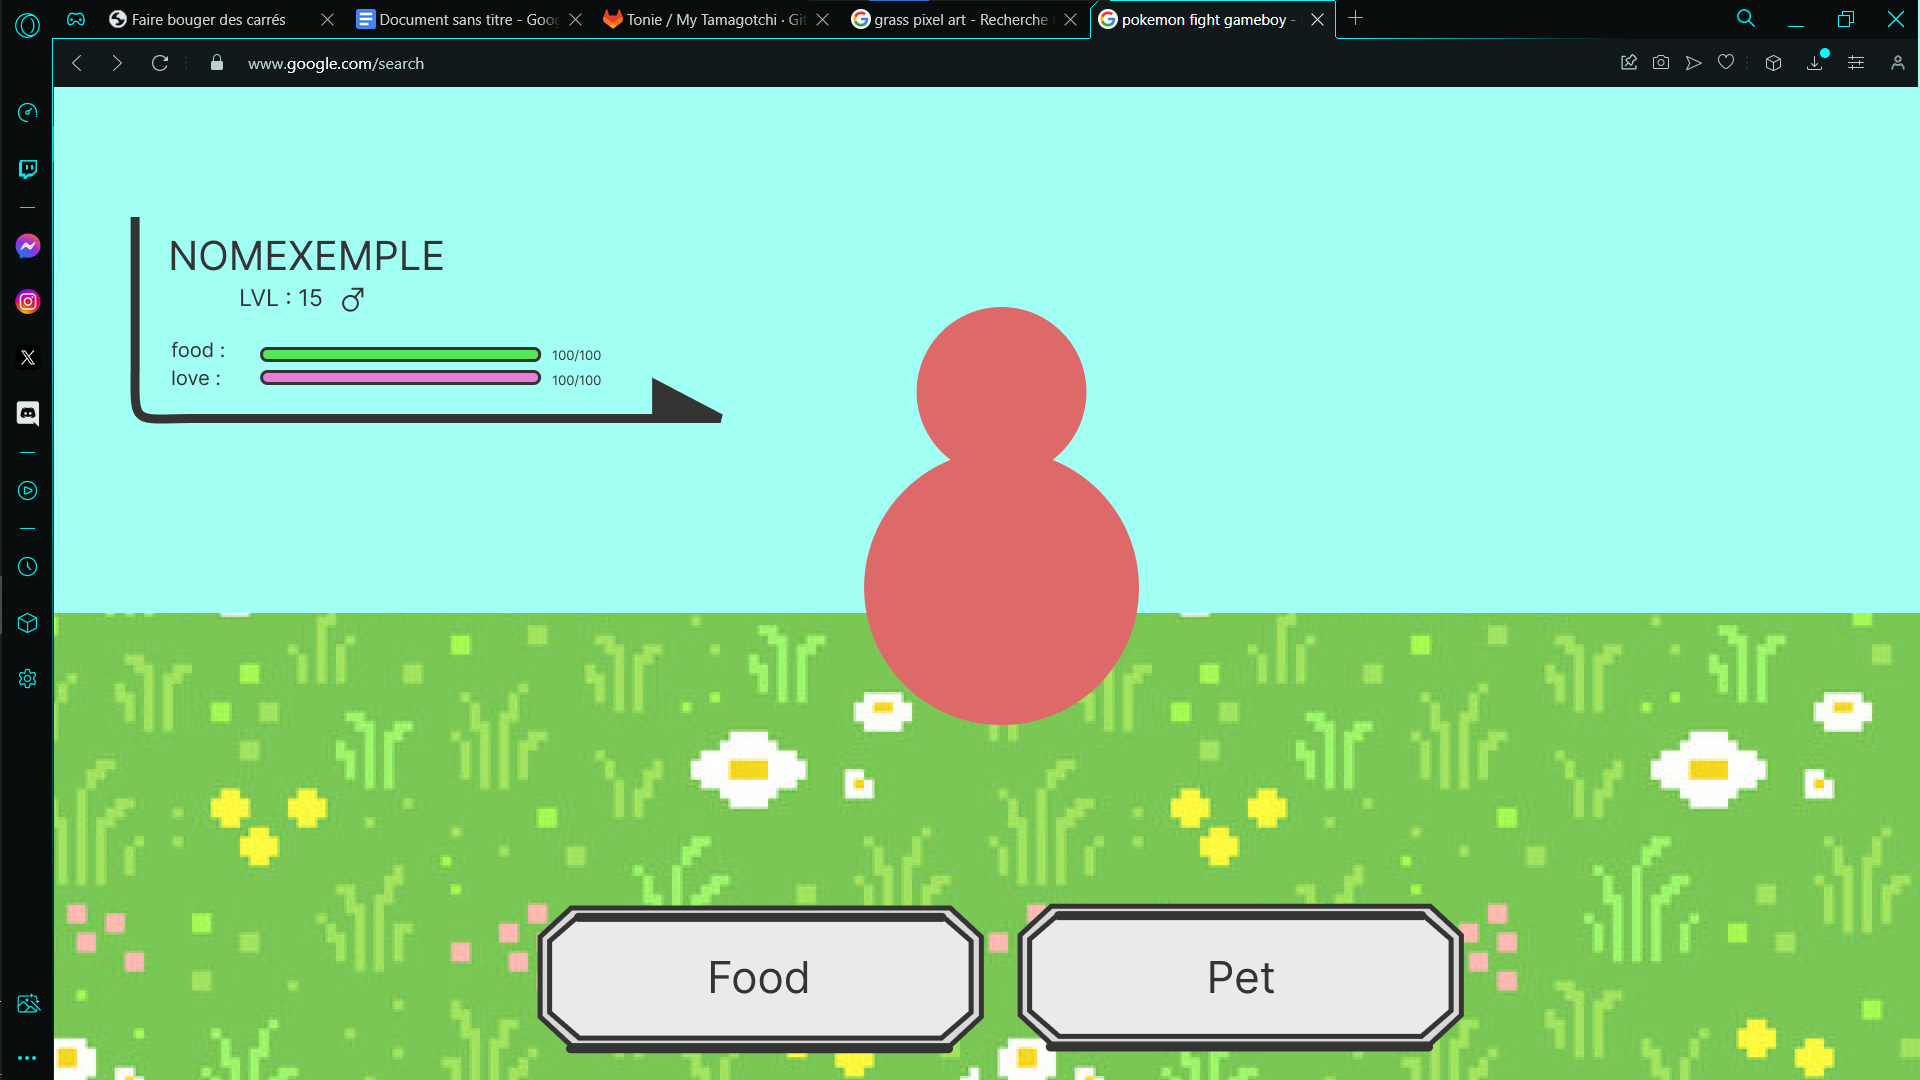 Faire bouger des carrés
Document sans titre - Goo
Tonie / My Tamagotchi · Git
grass pixel art - Recherche
pokemon fight gameboy -
www.google.com/search
NOMEXEMPLE
LVL : 15 ♂
food :
100/100
love :
100/100
Food
Pet